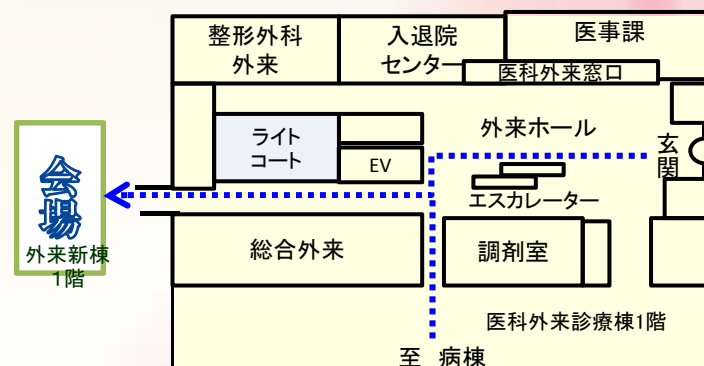 整形外科
外来
入退院
センター
医事課
医科外来窓口
ライト
コート
EV
外来ホール
玄
関
エスカレーター
会
場
外来新棟
1階
総合外来
調剤室
医科外来診療棟1階
至 病棟